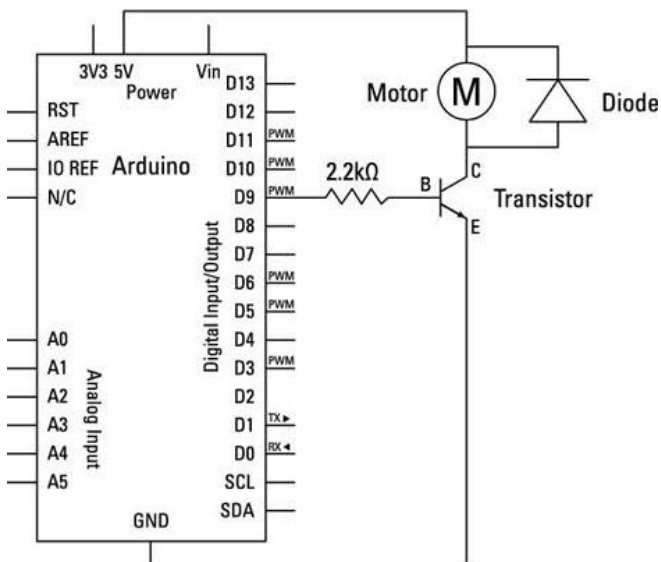 3V3 5V Vin
Power
Arduino
RST
AREF
IO REF
N/C
A0
A1
A2
A3
A4
A5
Analog Input
GND
Digital Input/Output
D13
D12
D11 PWM
D10 PWM
D9 PWM
D8
D7
D6 PWM
D5 PWM
D4
D3 PWM
D2
D1 TX ▶
D0 RX ◀
SCL
SDA
2.2kΩ
Motor
M
Diode
B
C
E
Transistor